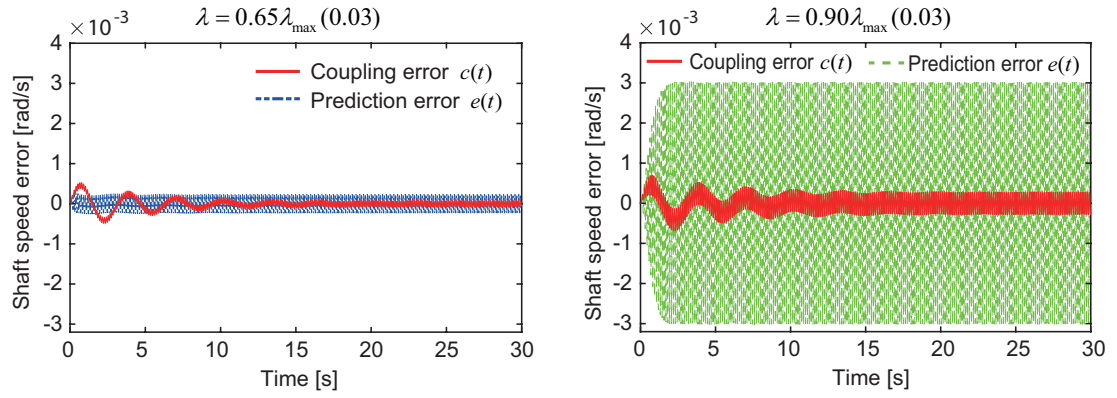 λ = 0.65λmax (0.03)
×10⁻³
4
3
2
1
0
-1
-2
-3
Shaft speed error [rad/s]
Coupling error c(t)
Prediction error e(t)
0 5 10 15 20 25 30
Time [s]
λ = 0.90λmax (0.03)
×10⁻³
4
3
2
1
0
-1
-2
-3
Shaft speed error [rad/s]
Coupling error c(t) Prediction error e(t)
0 5 10 15 20 25 30
Time [s]